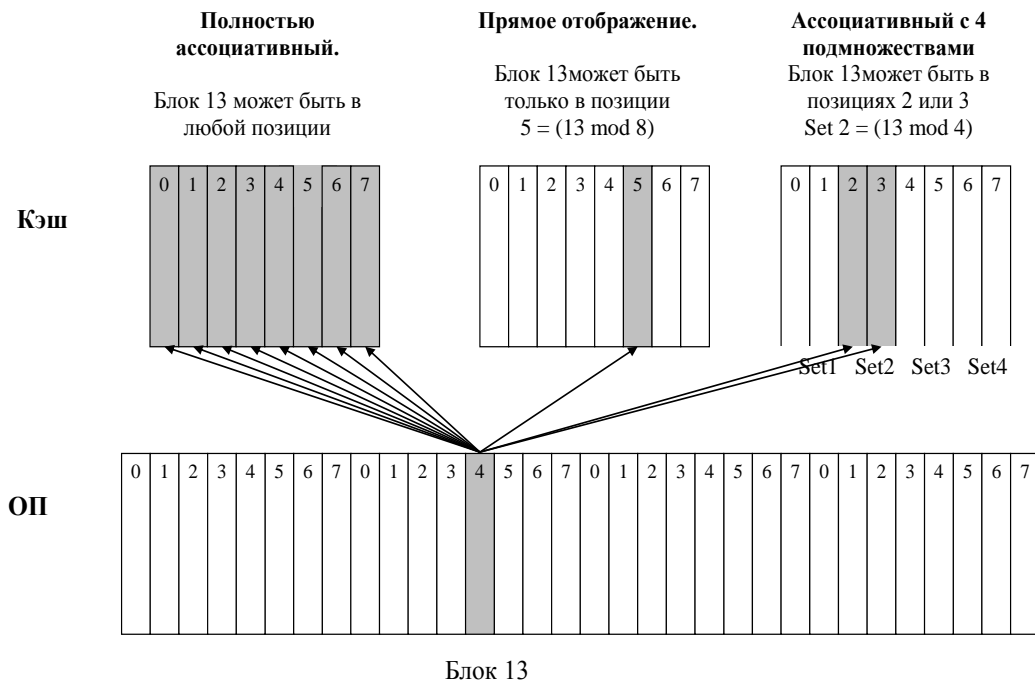 Полностью
ассоциативный.
Блок 13 может быть в
любой позиции
Прямое отображение.
Блок 13может быть
только в позиции
5 = (13 mod 8)
Ассоциативный с 4
подмножествами
Блок 13может быть в
позициях 2 или 3
Set 2 = (13 mod 4)
Кэш
0 1 2 3 4 5 6 7
0 1 2 3 4 5 6 7
0 1 2 3 4 5 6 7
Set1 Set2 Set3 Set4
ОП
0 1 2 3 4 5 6 7 0 1 2 3 4 5 6 7 0 1 2 3 4 5 6 7 0 1 2 3 4 5 6 7
Блок 13